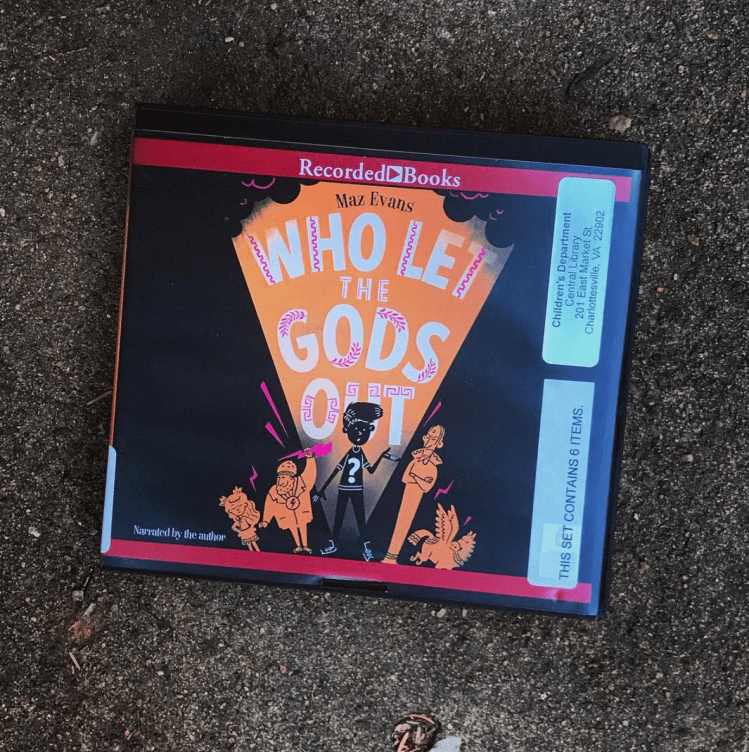 Recorded Books
Maz Evans
WHO LET
THE
GODS
OUT
?
Narrated by the author
Children's Department
Central Library
201 East Market St.
Charlottesville, VA 22902
THIS SET CONTAINS 6 ITEMS.